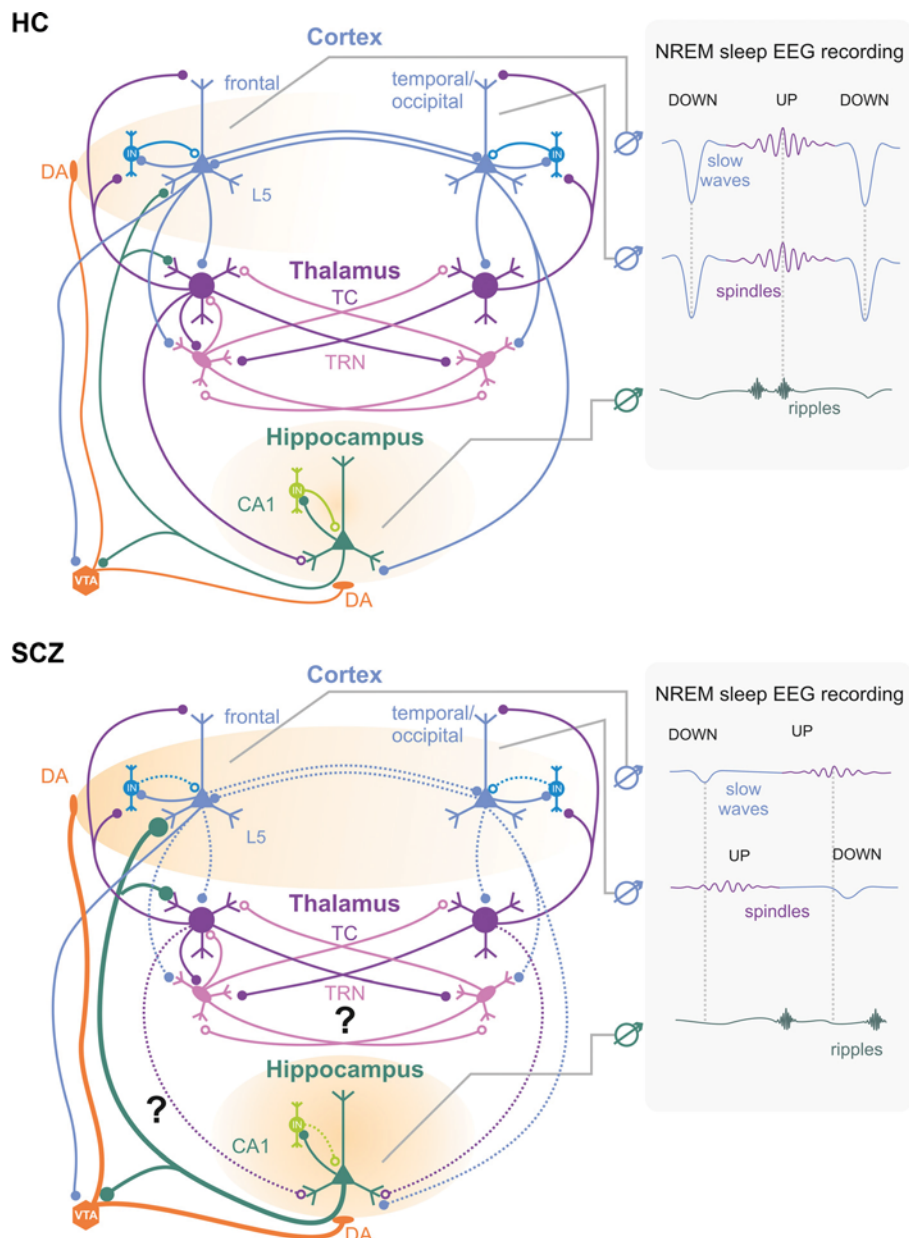 HC
Cortex
frontal
temporal/
occipital
IN
IN
DA
L5
Thalamus
TC
TRN
Hippocampus
CA1
IN
VTA
DA
NREM sleep EEG recording
DOWN
UP
DOWN
slow
waves
spindles
ripples
SCZ
Cortex
frontal
temporal/
occipital
DA
IN
IN
L5
Thalamus
TC
TRN
?
Hippocampus
?
CA1
IN
VTA
DA
NREM sleep EEG recording
DOWN
UP
slow
waves
UP
DOWN
spindles
ripples